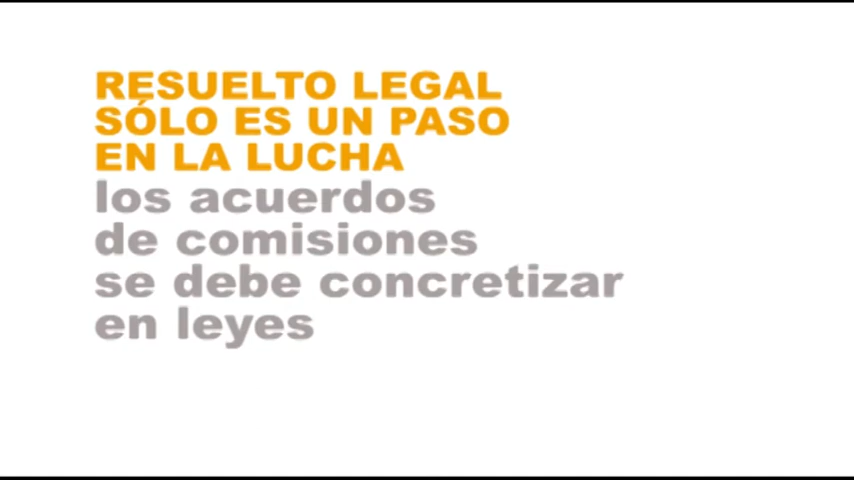 RESUELTO LEGAL
SÓLO ES UN PASO
EN LA LUCHA
los acuerdos
de comisiones
se debe concretizar
en leyes